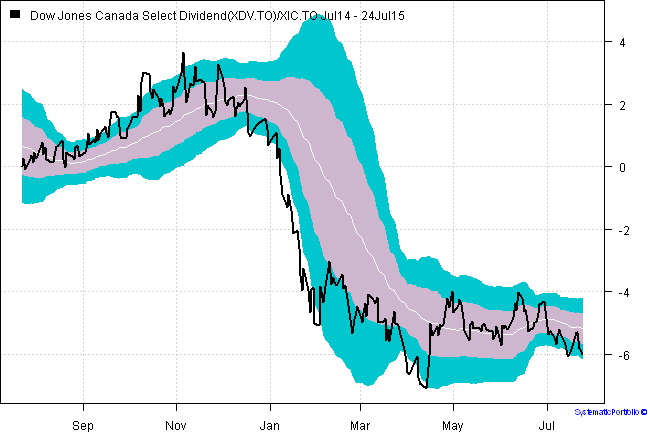 Dow Jones Canada Select Dividend(XDV.TO)/XIC.TO Jul14 - 24Jul15
4
2
0
-2
-4
-6
Sep Nov Jan Mar May Jul
SystematicPortfolio ©